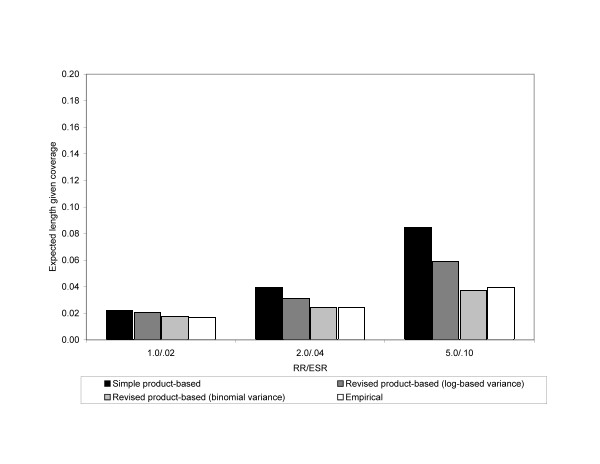 0.20
0.18
0.16
0.14
0.12
0.10
0.08
0.06
0.04
0.02
0.00
Expected length given coverage
1.0/.02 2.0/.04 5.0/.10
RR/ESR
Simple product-based Revised product-based (log-based variance)
Revised product-based (binomial variance) Empirical